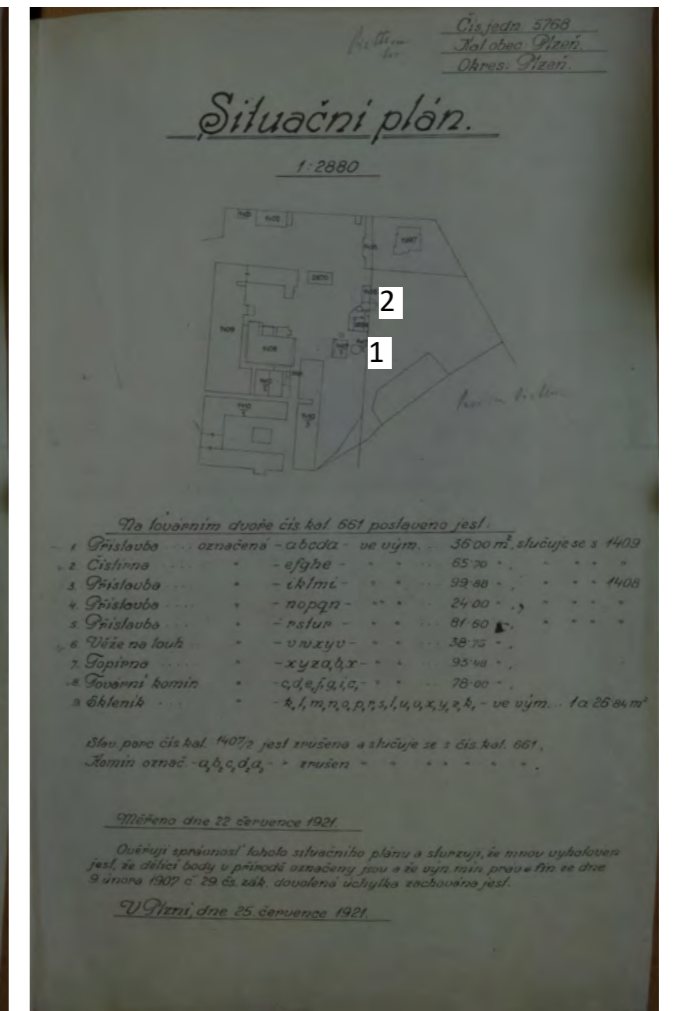 Čís. jedn. 5768
Kat. obec: Plzeň.
Okres: Plzeň.
Situační plán.
1:2880
2
1
Na továrním dvoře čís. kat. 661 postaveno jest:
1. Přístavba .... označená - abcda - ve vým. ... 36·00 m², slučuje se s 1409
2. Čistírna .... " - efghe - " " 65·70 " ,
3. Přístavba .... " - iklmi - " " 99·88 " , " " " 1408
4. Přístavba .... " - nopqn - " " 24·00 " , " " "
5. Přístavba .... " - rstur - " " 81·60 " , " " "
6. Věže na louh .... " " " 38·75 " ,
7. Topírna .... " - xyza,b,x - " " "
8. Tovární komín " " " 78·00 " ,
9. Skleník .... " - ve vým. .. 1a 26·84 m²
Stav. parc. čís. kat. 1407/2 jest zrušena a slučuje se s čís. kat. 661,
Komín označ. - a₂b₂c₂d₂a₂ - " zrušen " " " " " " .
Měřeno dne 22. července 1921.
Ověřuji správnost tohoto situačního plánu a stvrzuji, že mnou vyhotoven
jest, že dělicí body v přírodě označeny jsou a že výn. min. práv e fin. ze dne
9. února 1907 č. 29 čs. zák. dovolená úchylka zachována jest.
V Plzni, dne 25. července 1921.